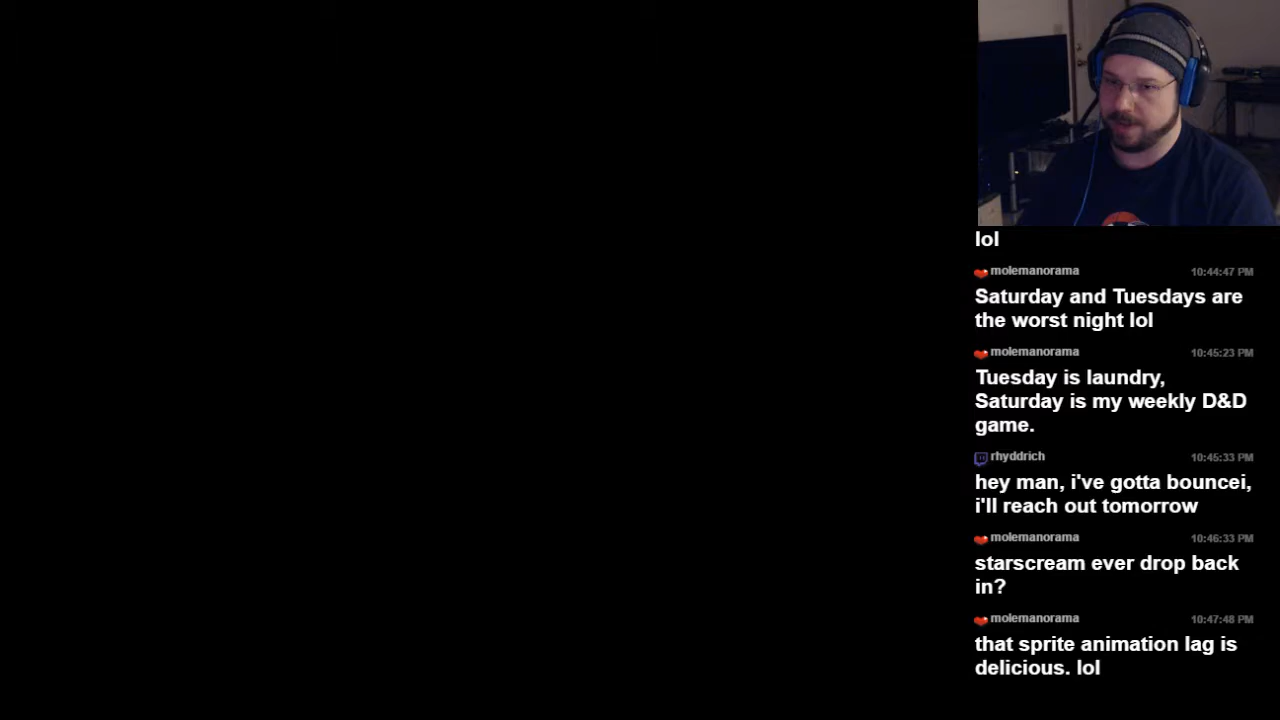 lol
molemanorama 10:44:47 PM
Saturday and Tuesdays are
the worst night lol
molemanorama 10:45:23 PM
Tuesday is laundry,
Saturday is my weekly D&D
game.
rhyddrich 10:45:33 PM
hey man, i've gotta bouncei,
i'll reach out tomorrow
molemanorama 10:46:33 PM
starscream ever drop back
in?
molemanorama 10:47:48 PM
that sprite animation lag is
delicious. lol